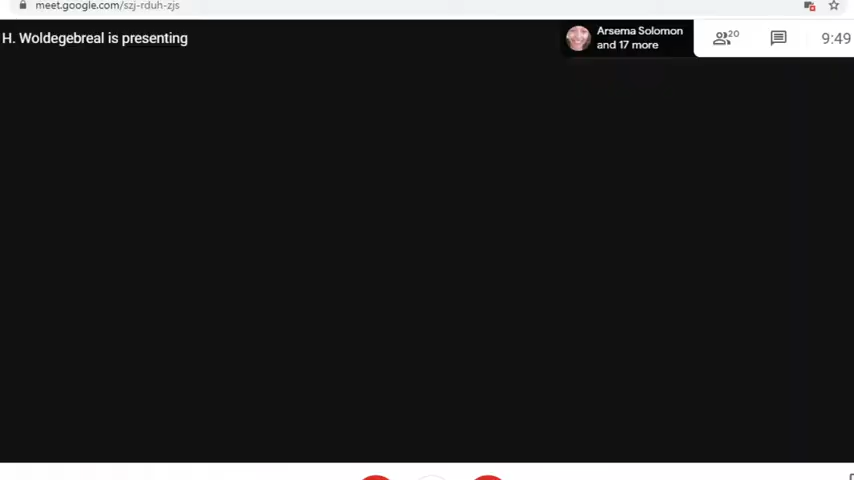 meet.google.com/szj-rduh-zjs
H. Woldegebreal is presenting
Arsema Solomon
and 17 more
20
9:49